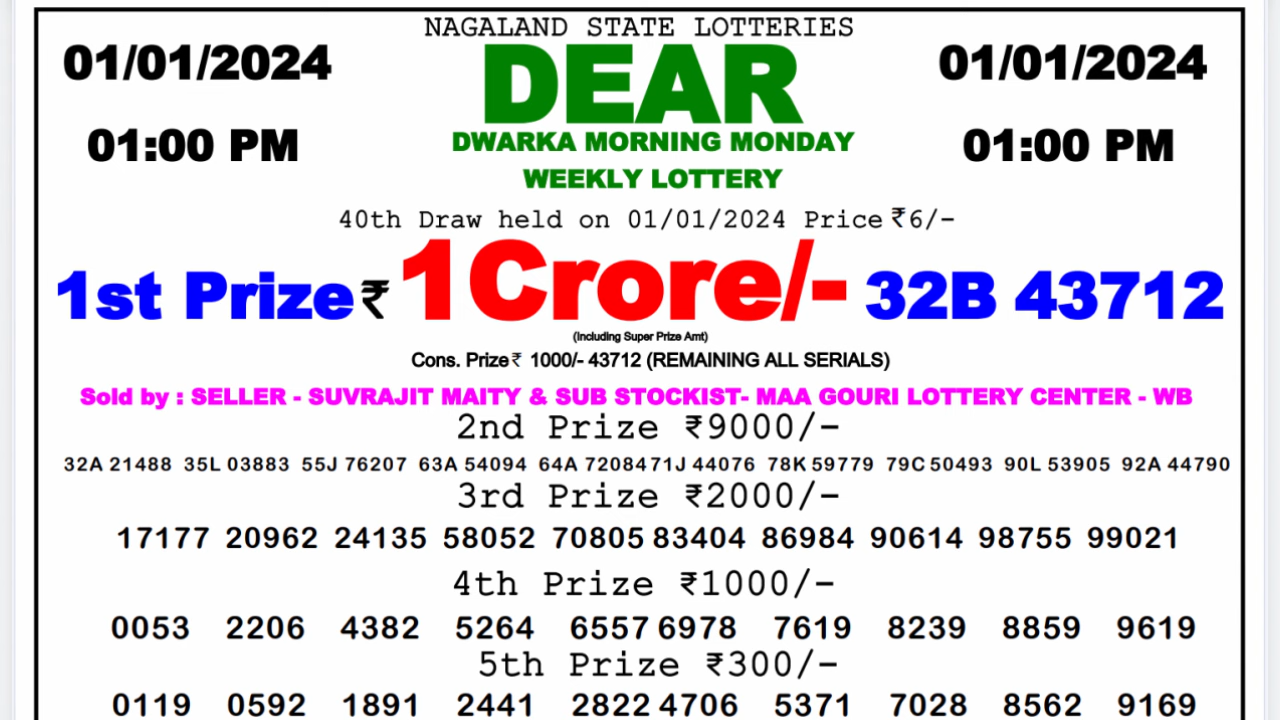 NAGALAND STATE LOTTERIES
01/01/2024 DEAR 01/01/2024
01:00 PM DWARKA MORNING MONDAY 01:00 PM
WEEKLY LOTTERY
40th Draw held on 01/01/2024 Price ₹6/-
1st Prize ₹ 1Crore/- 32B 43712
(Including Super Prize Amt)
Cons. Prize ₹ 1000/- 43712 (REMAINING ALL SERIALS)
Sold by : SELLER - SUVRAJIT MAITY & SUB STOCKIST- MAA GOURI LOTTERY CENTER - WB
2nd Prize ₹9000/-
32A 21488 35L 03883 55J 76207 63A 54094 64A 72084 71J 44076 78K 59779 79C 50493 90L 53905 92A 44790
3rd Prize ₹2000/-
17177 20962 24135 58052 70805 83404 86984 90614 98755 99021
4th Prize ₹1000/-
0053 2206 4382 5264 6557 6978 7619 8239 8859 9619
5th Prize ₹300/-
0119 0592 1891 2441 2822 4706 5371 7028 8562 9169